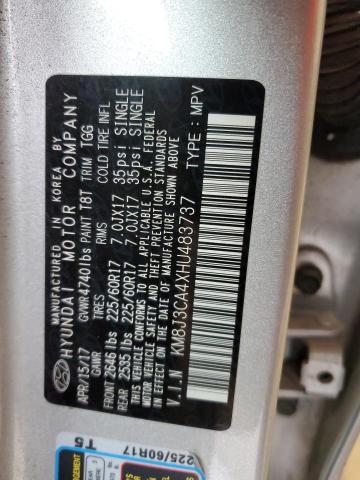 MANUFACTURED IN KOREA BY
HYUNDAI MOTOR COMPANY
APR/15/17 GVWR 4740lbs PAINT T8T TRIM TGG
GAWR TIRES RIMS COLD TIRE INFL
FRONT 2646lbs 225/60R17 7.0JX17 35psi SINGLE
REAR 2535 lbs 225/60R17 7.0JX17 35psi SINGLE
THIS VEHICLE CONFORMS TO ALL APPLICABLE U.S.A. FEDERAL
MOTOR VEHICLE SAFETY, BUMPER, AND THEFT PREVENTION
STANDARDS IN EFFECT ON THE DATE OF
MANUFACTURE SHOWN ABOVE.
V.I.N KM8J3CA4XHU483737 TYPE : MPV
225/60R17
T5